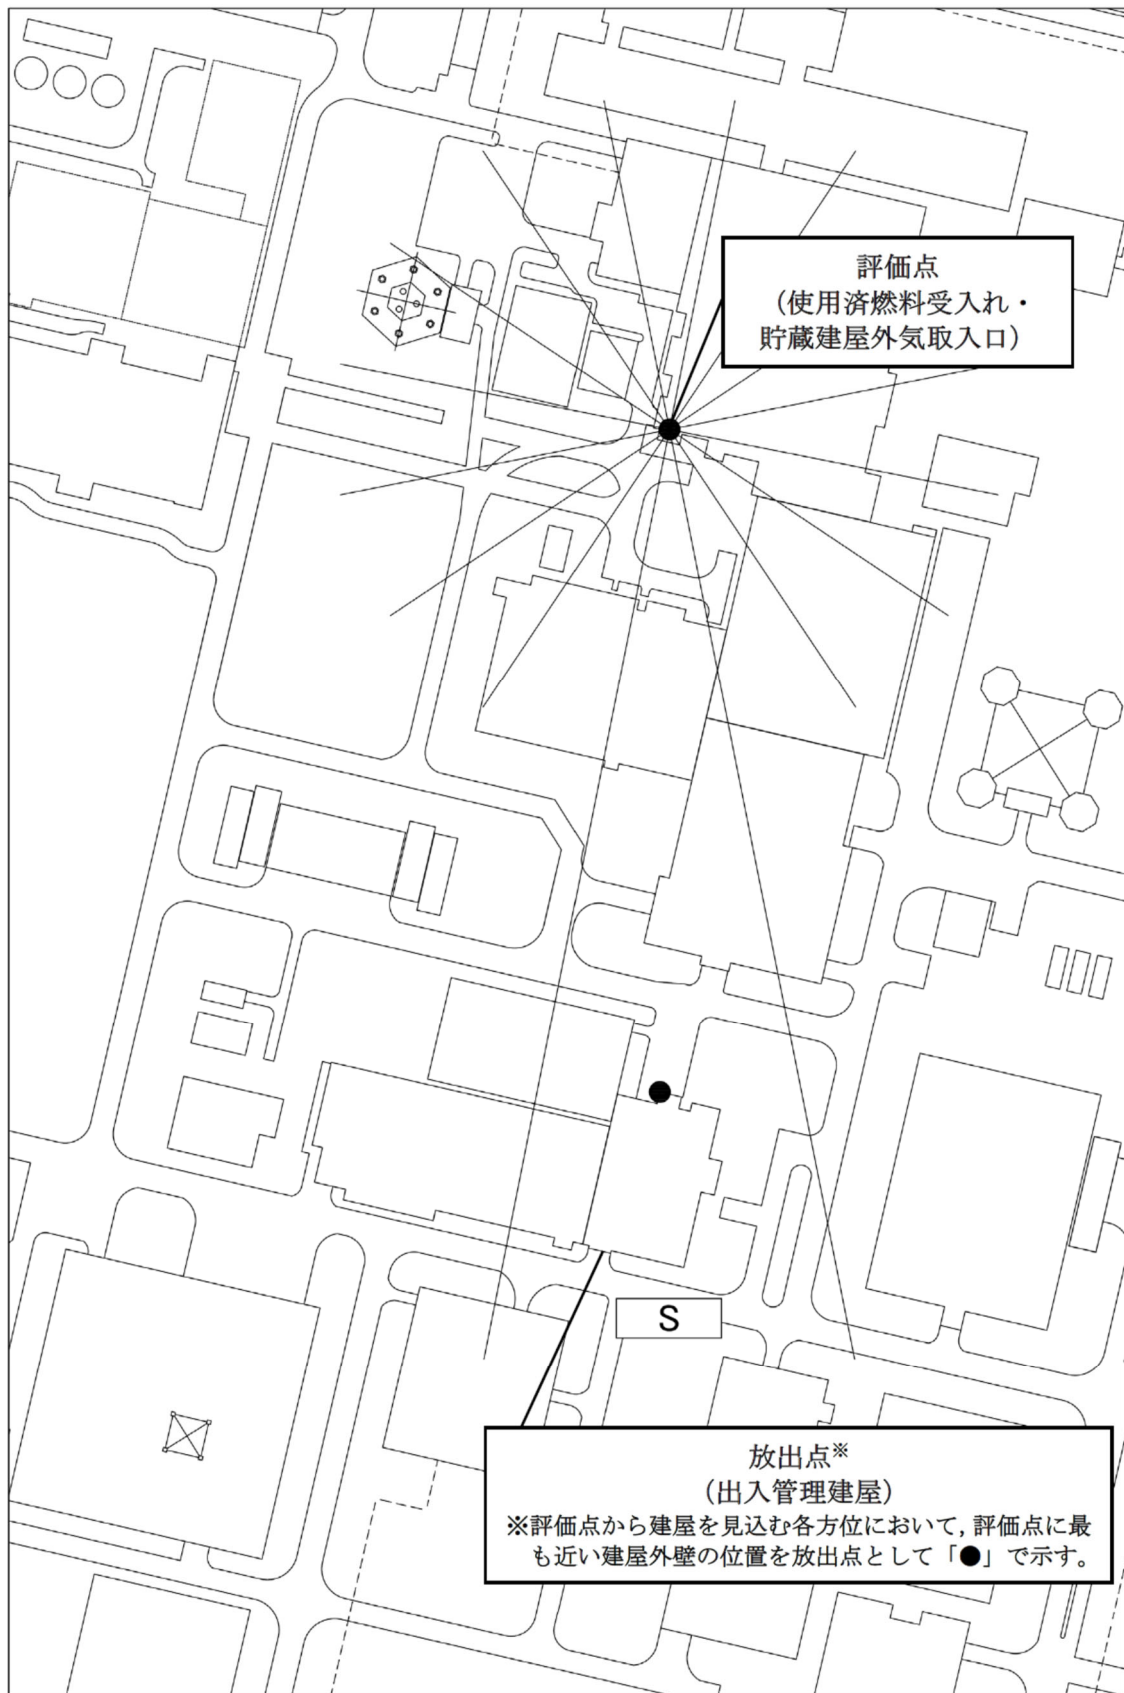 評価点
（使用済燃料受入れ・
貯蔵建屋外気取入口）
S
放出点※
（出入管理建屋）
※評価点から建屋を見込む各方位において，評価点に最
も近い建屋外壁の位置を放出点として「●」で示す。